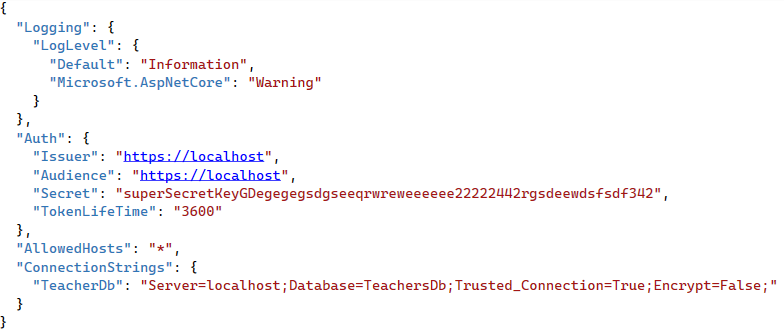 {
  "Logging": {
    "LogLevel": {
      "Default": "Information",
      "Microsoft.AspNetCore": "Warning"
    }
  },
  "Auth": {
    "Issuer": "https://localhost",
    "Audience": "https://localhost",
    "Secret": "superSecretKeyGDegegegsdgseeqrwreweeeeee22222442rgsdeewdsfsdf342",
    "TokenLifeTime": "3600"
  },
  "AllowedHosts": "*",
  "ConnectionStrings": {
    "TeacherDb": "Server=localhost;Database=TeachersDb;Trusted_Connection=True;Encrypt=False;"
  }
}